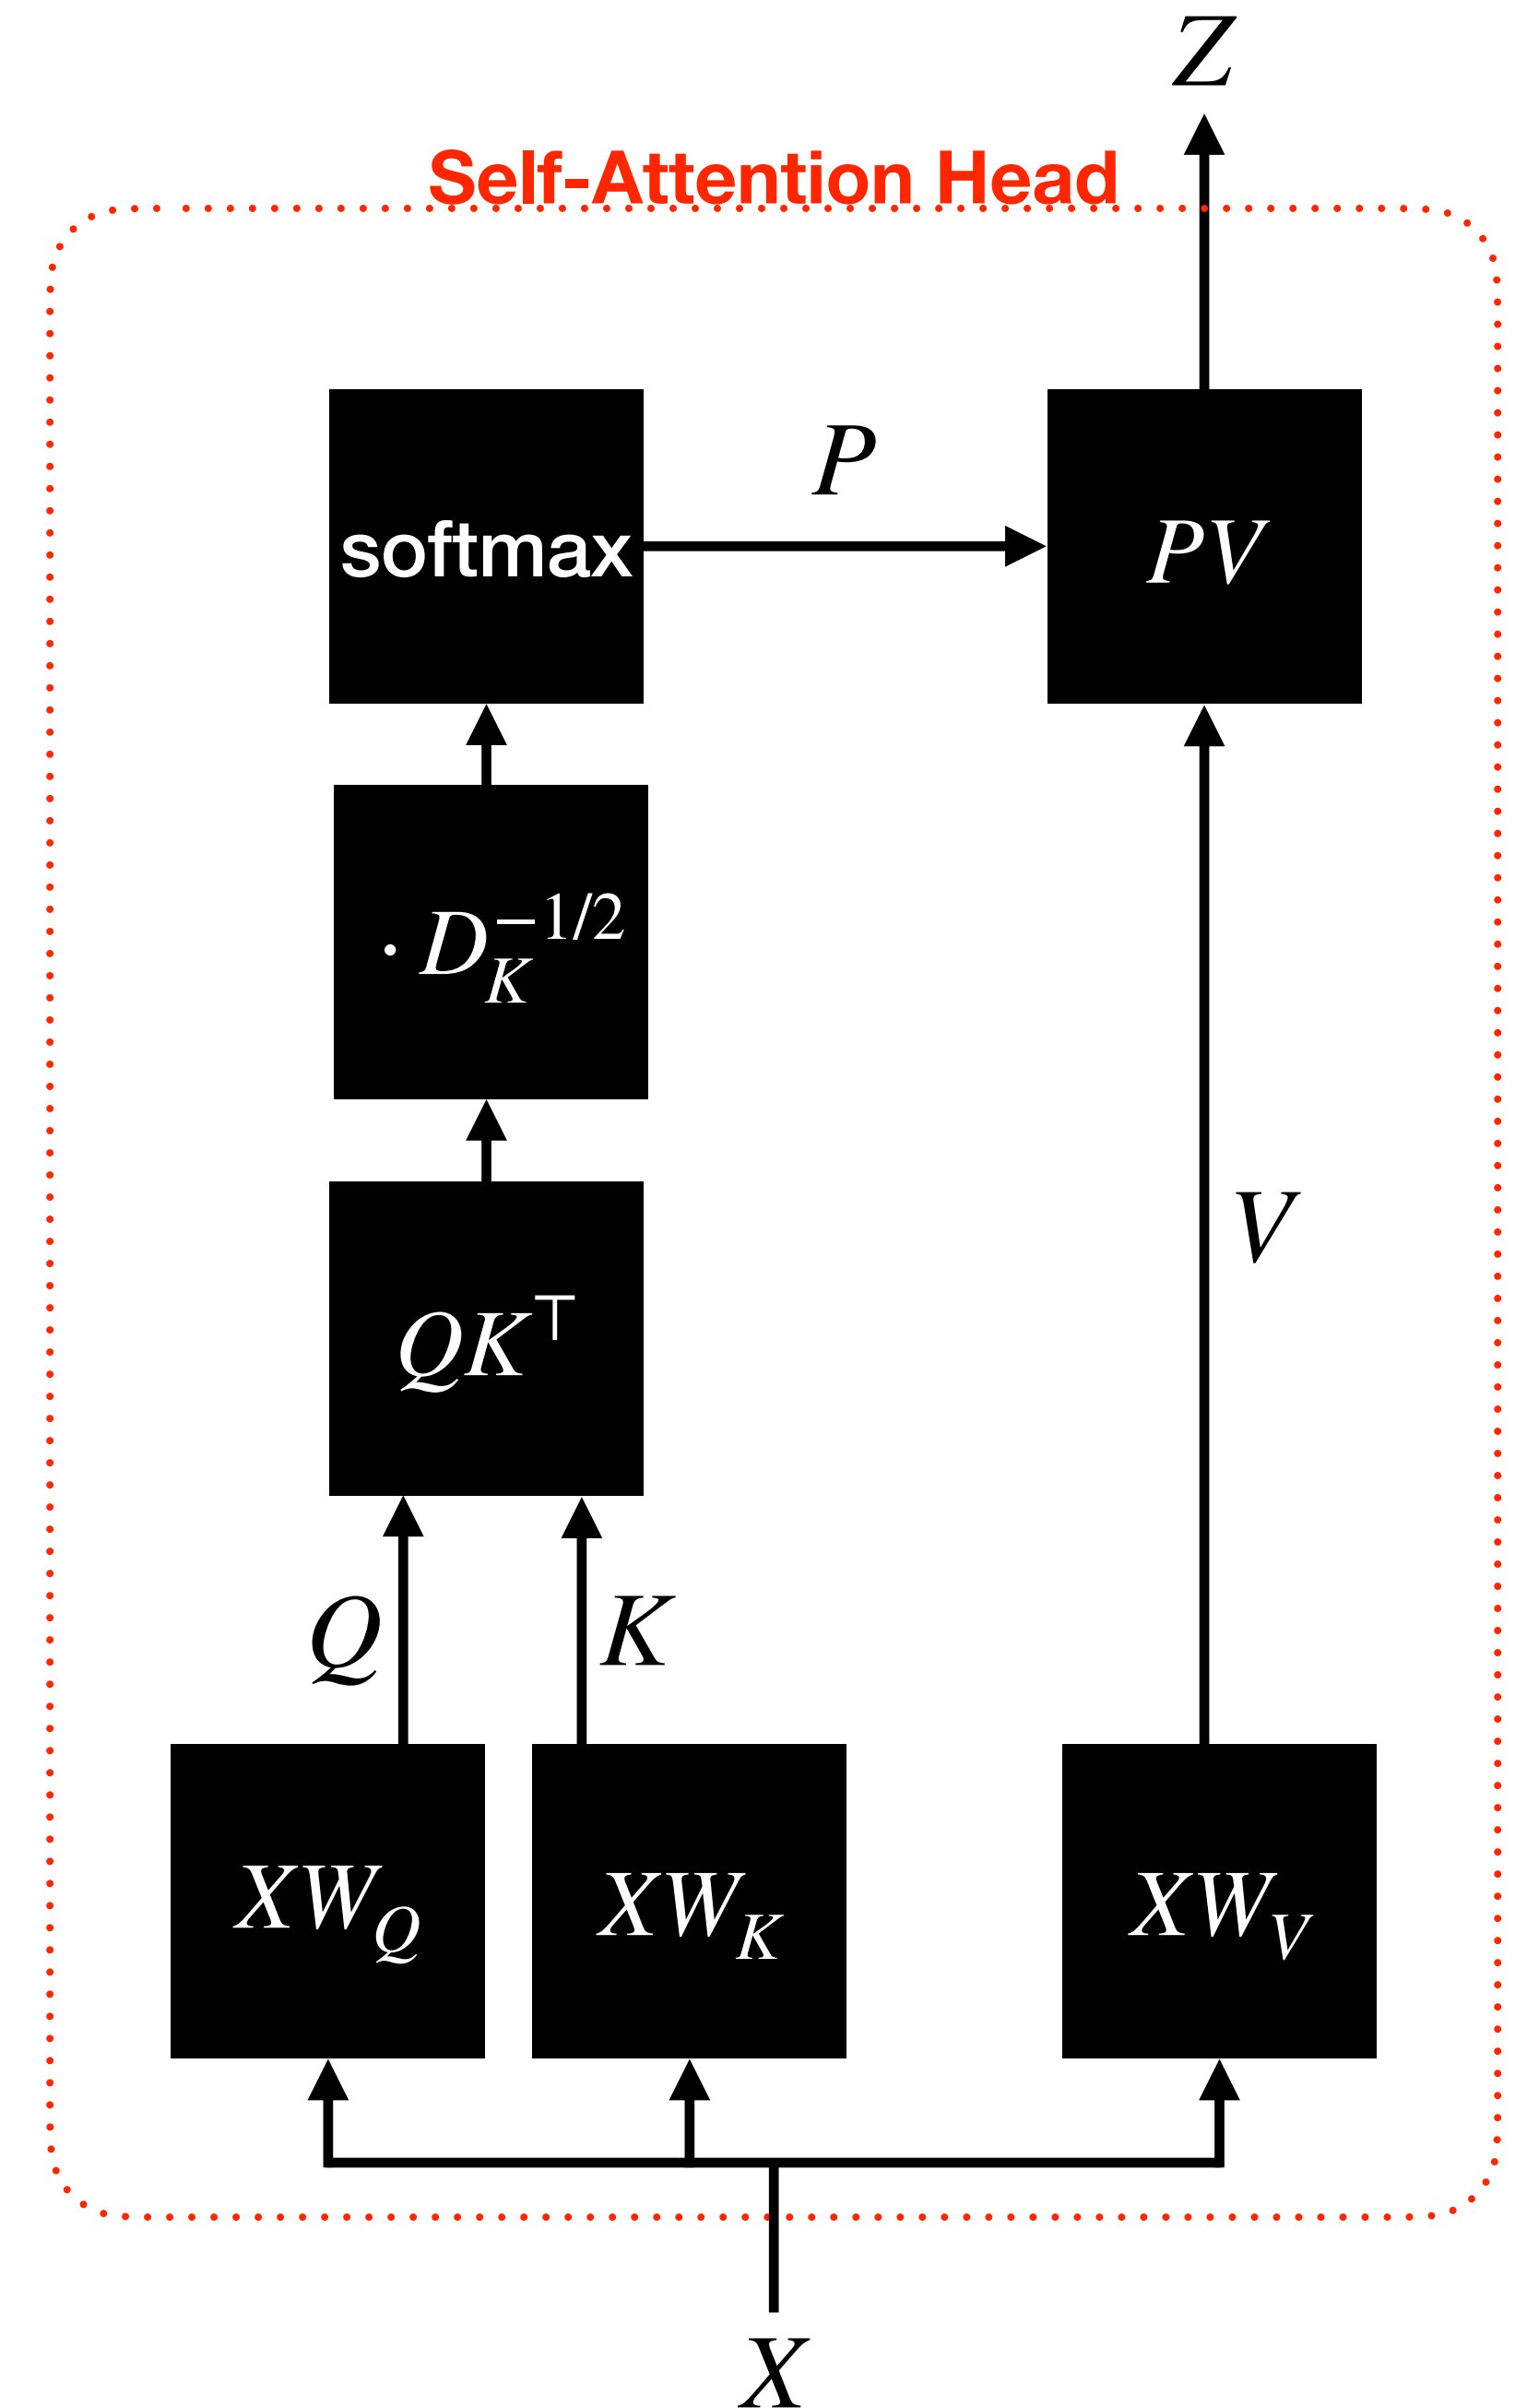 Z
Self-Attention Head
softmax
P
PV
· D_K^{-1/2}
QK^⊤
V
Q
K
XW_Q
XW_K
XW_V
X